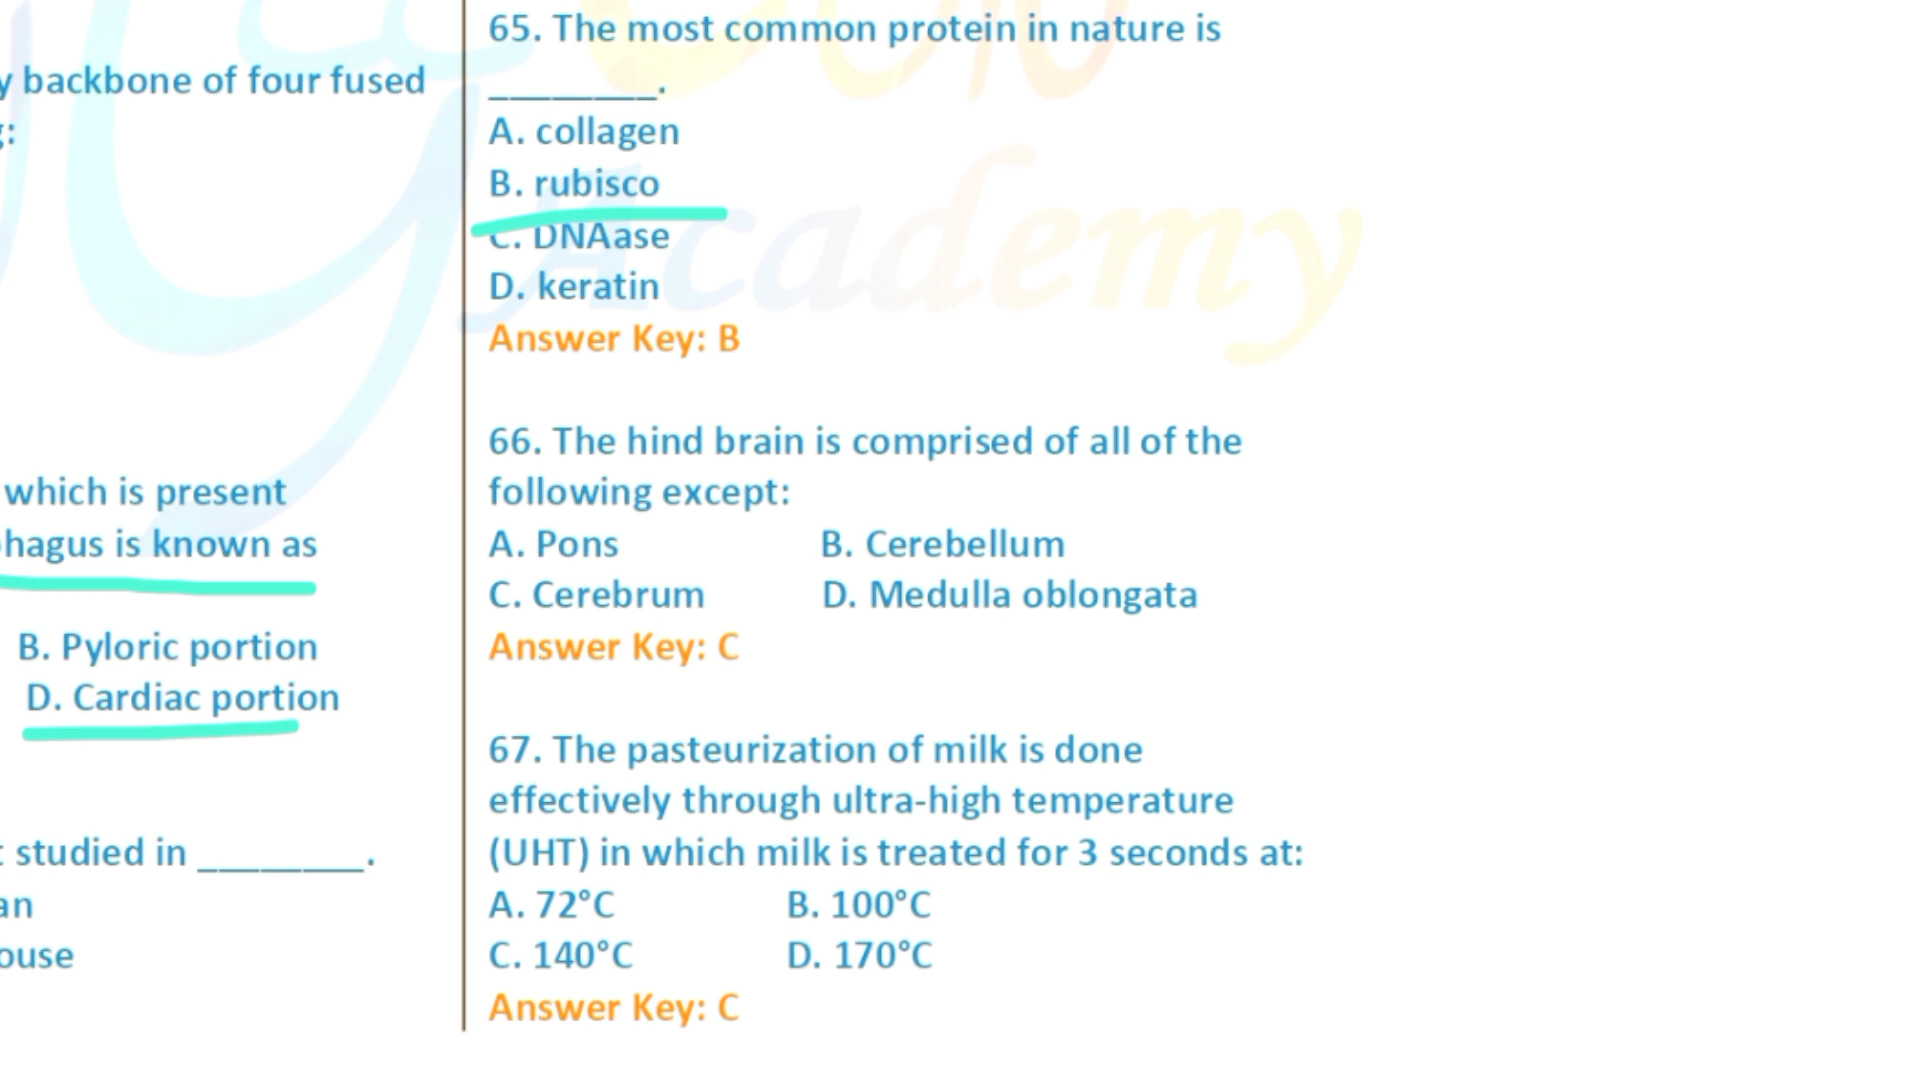 y backbone of four fused
g:
which is present
hagus is known as
B. Pyloric portion
D. Cardiac portion
studied in ________.
an
ouse
65. The most common protein in nature is
________.
A. collagen
B. rubisco
C. DNAase
D. keratin
Answer Key: B
66. The hind brain is comprised of all of the
following except:
A. Pons B. Cerebellum
C. Cerebrum D. Medulla oblongata
Answer Key: C
67. The pasteurization of milk is done
effectively through ultra-high temperature
(UHT) in which milk is treated for 3 seconds at:
A. 72°C B. 100°C
C. 140°C D. 170°C
Answer Key: C
Academy